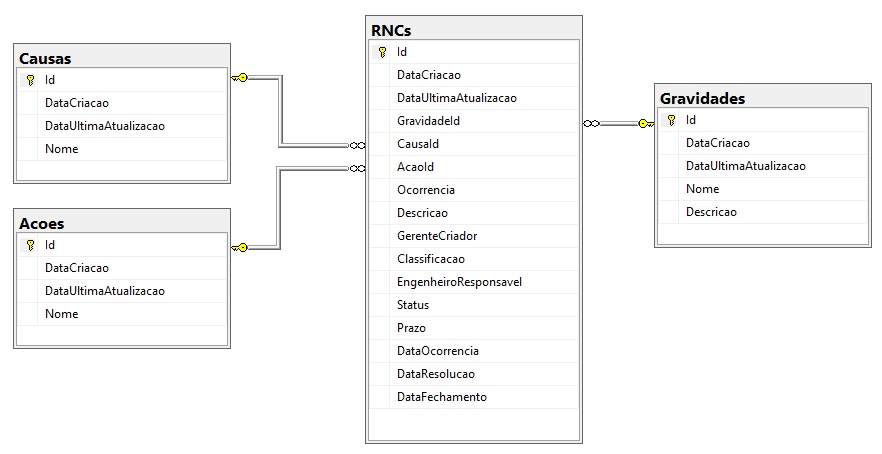 Causas
Id
DataCriacao
DataUltimaAtualizacao
Nome
Acoes
Id
DataCriacao
DataUltimaAtualizacao
Nome
RNCs
Id
DataCriacao
DataUltimaAtualizacao
GravidadeId
CausaId
AcaoId
Ocorrencia
Descricao
GerenteCriador
Classificacao
EngenheiroResponsavel
Status
Prazo
DataOcorrencia
DataResolucao
DataFechamento
Gravidades
Id
DataCriacao
DataUltimaAtualizacao
Nome
Descricao